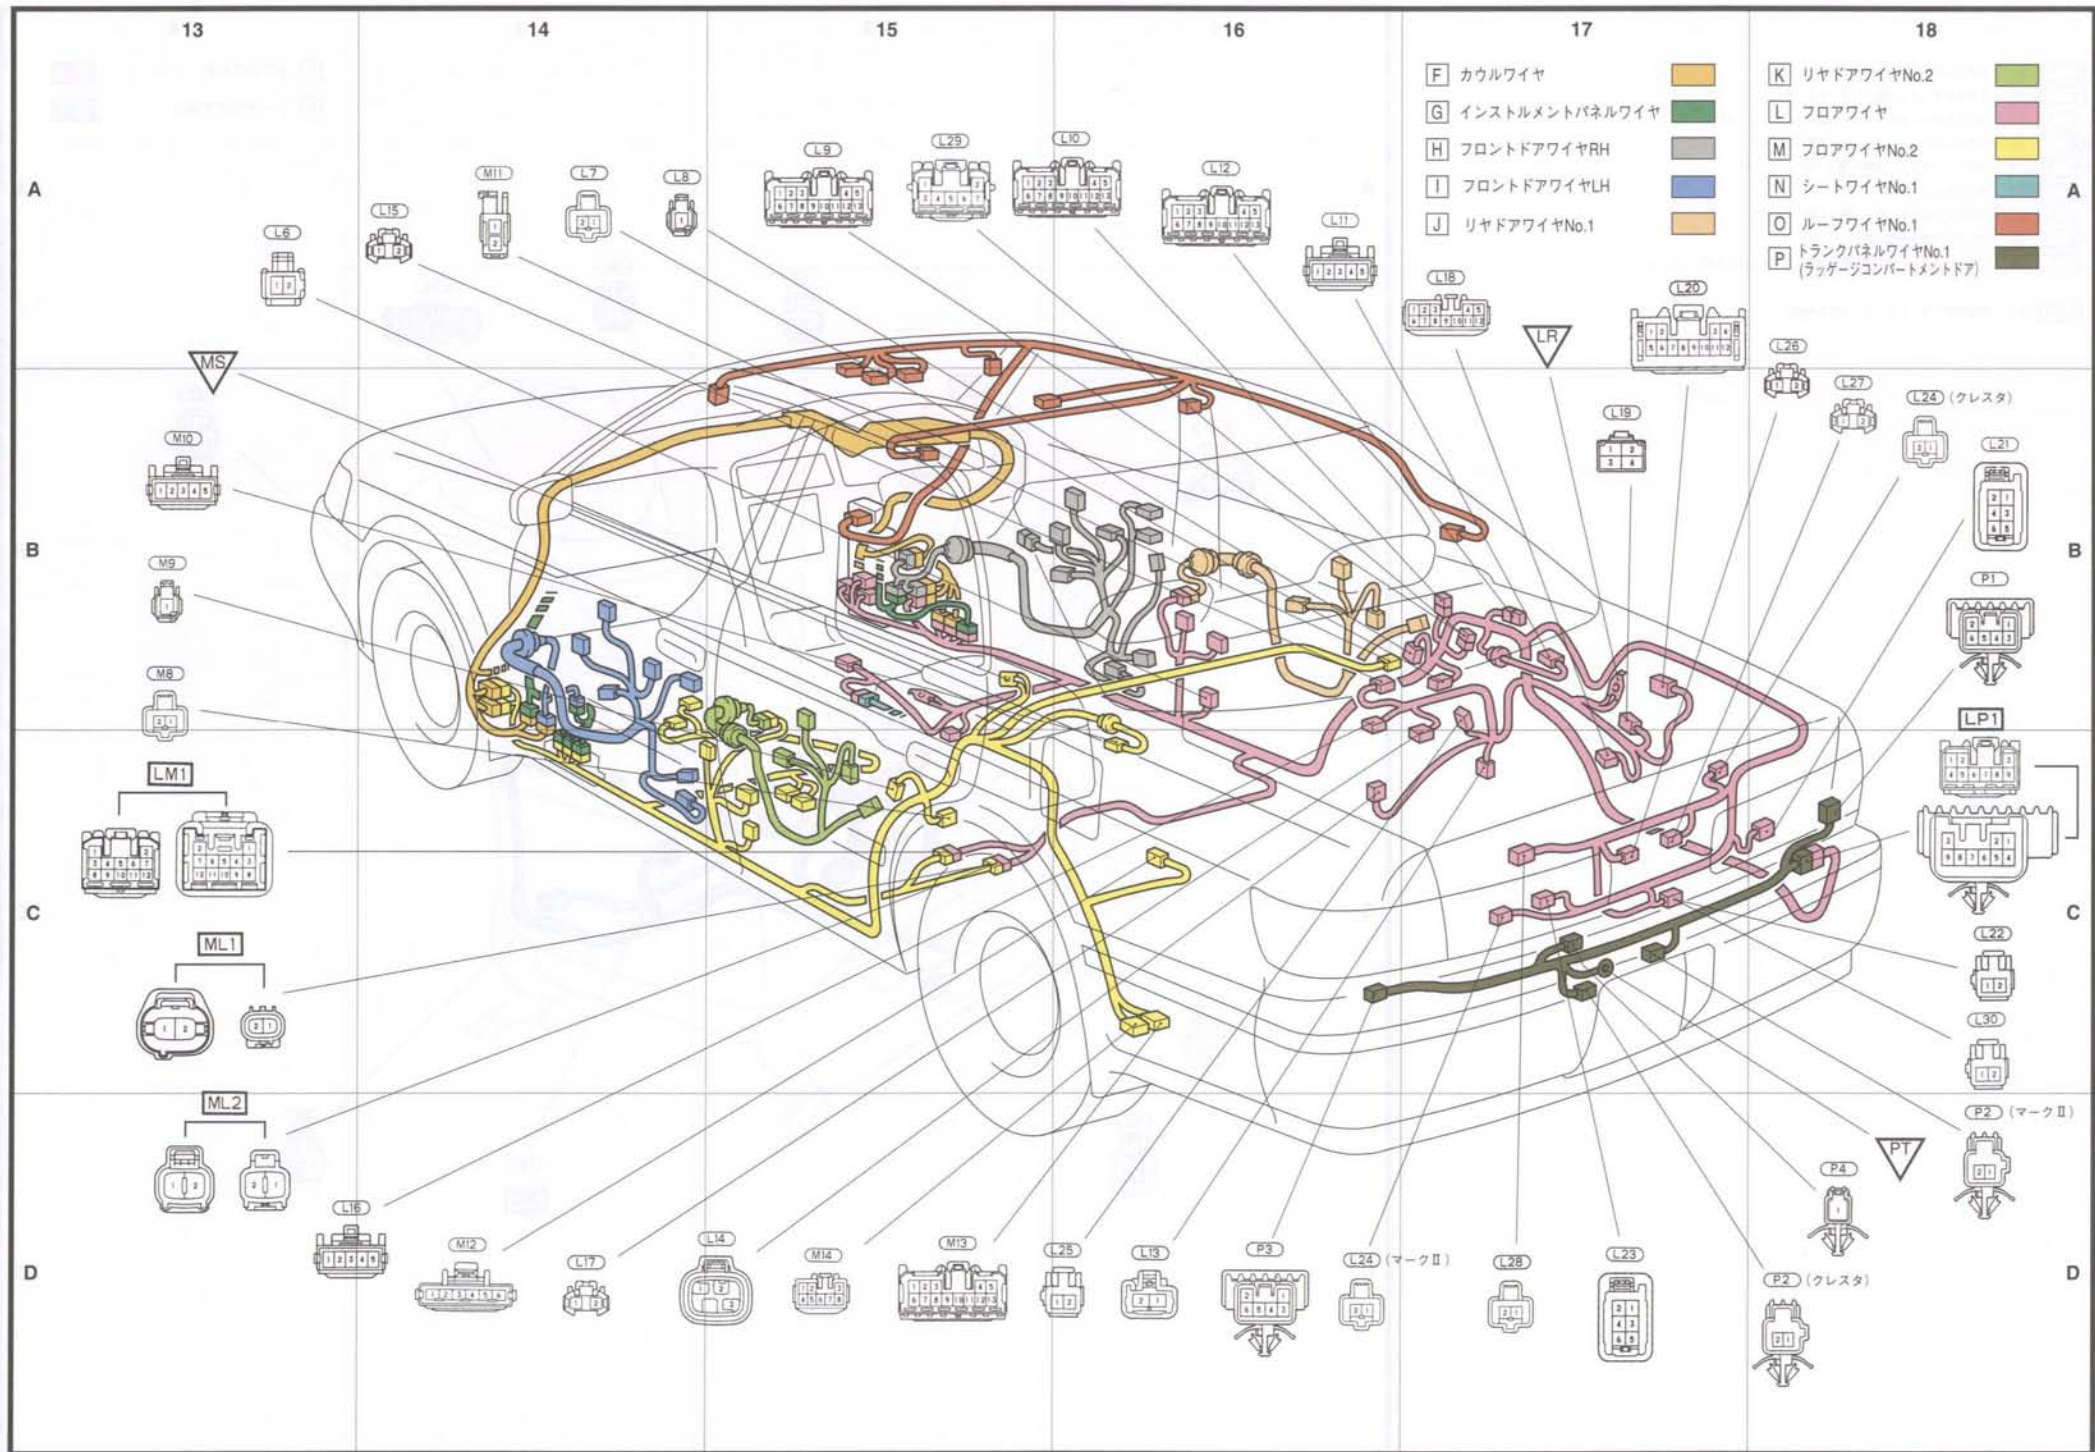 13 14 15 16 17 18
F カウルワイヤ
G インストルメントパネルワイヤ
H フロントドアワイヤRH
I フロントドアワイヤLH
J リヤドアワイヤNo.1
K リヤドアワイヤNo.2
L フロアワイヤ
M フロアワイヤNo.2
N シートワイヤNo.1
O ルーフワイヤNo.1
P トランクパネルワイヤNo.1
(ラッゲージコンパートメントドア)
A
A
L6
L15
M11
L7
L8
L9
L29
L10
L12
L11
L18
LR
L20
L26
L27
L24 (クレスタ)
L19
L21
MS
M10
B
B
M9
P1
M8
LP1
LM1
C
C
ML1
L22
L30
ML2
P2 (マークⅡ)
PT
P4
L16
M12
L17
L14
M14
M13
L25
L13
P3
L24 (マークⅡ)
L28
L23
P2 (クレスタ)
D
D